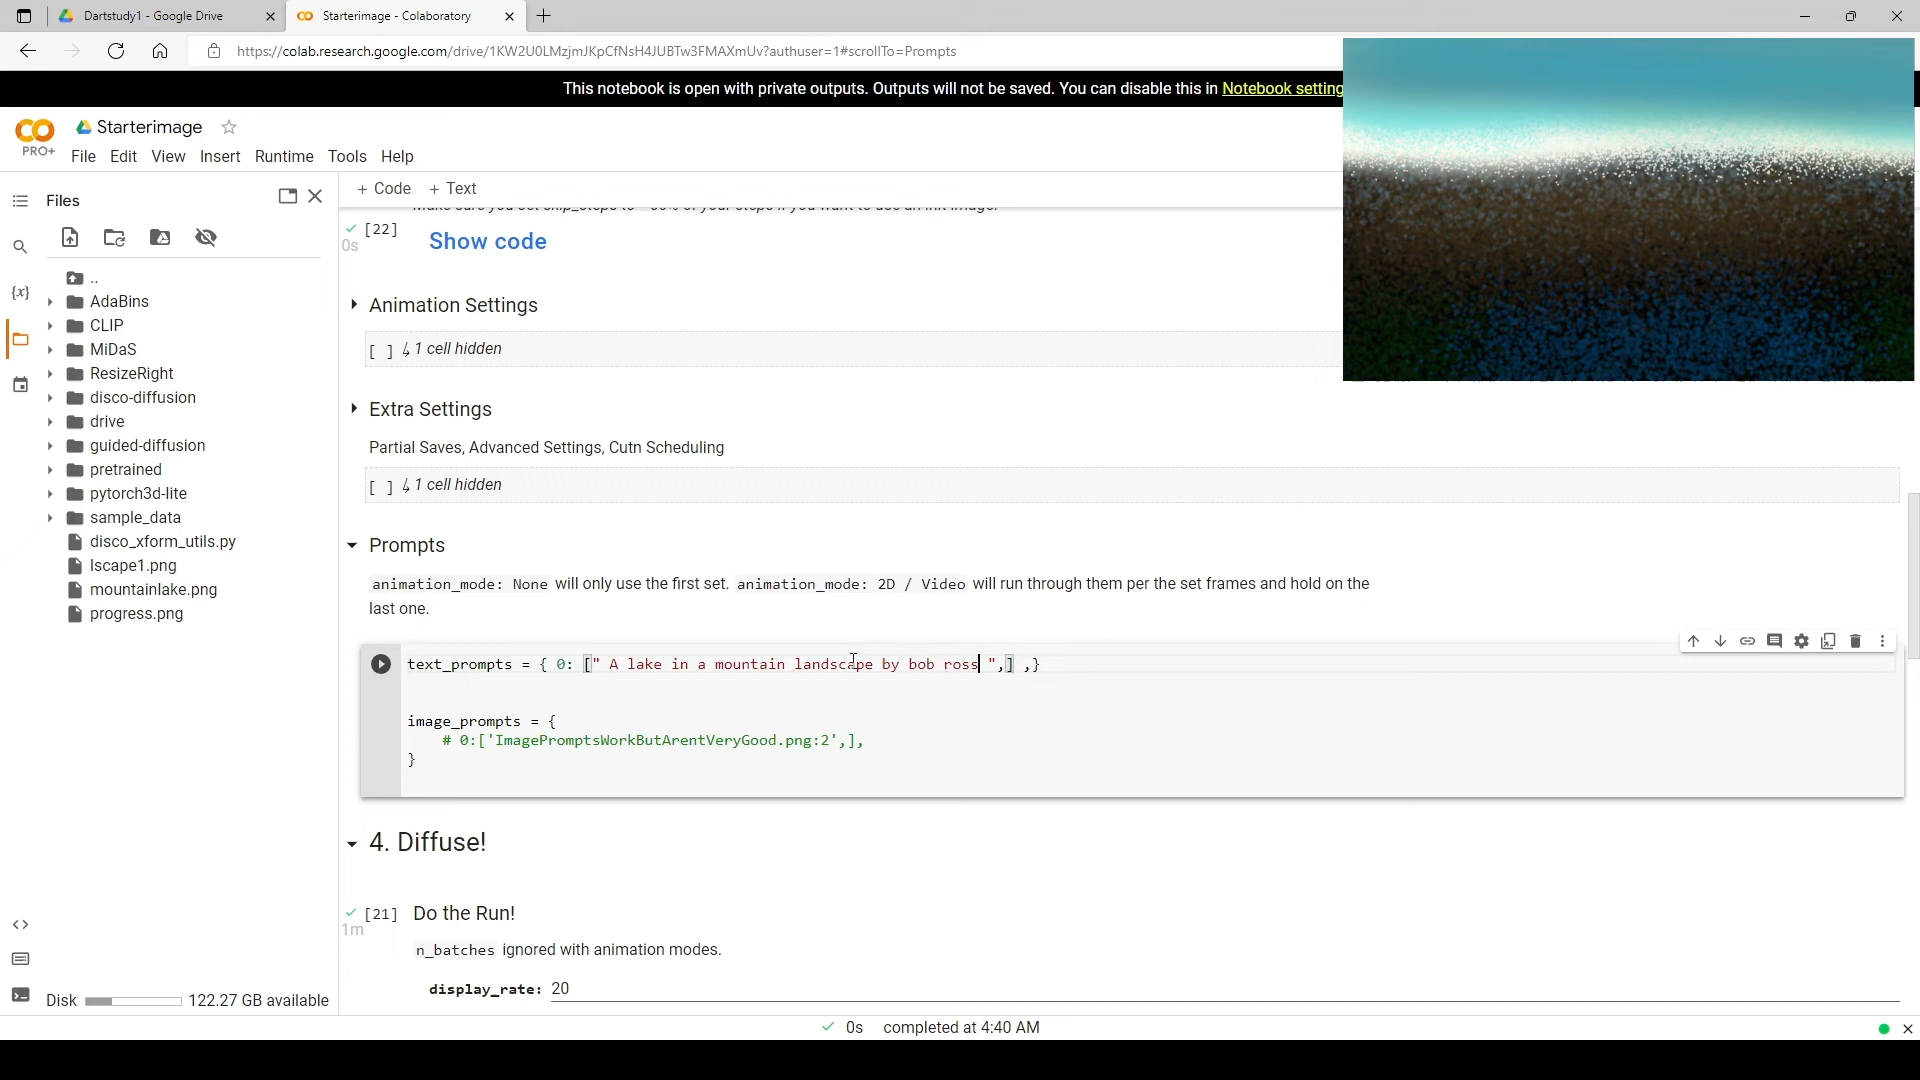 Dartstudy1 - Google Drive
Starterimage - Colaboratory
https://colab.research.google.com/drive/1KW2U0LMzjmJKpCfNsH4JUBTw3FMAXmUv?authuser=1#scrollTo=Prompts
This notebook is open with private outputs. Outputs will not be saved. You can disable this in Notebook setting
PRO+
Starterimage
File Edit View Insert Runtime Tools Help
Files
+ Code + Text
[22]
0s
Show code
..
AdaBins
CLIP
MiDaS
ResizeRight
disco-diffusion
drive
guided-diffusion
pretrained
pytorch3d-lite
sample_data
disco_xform_utils.py
lscape1.png
mountainlake.png
progress.png
{x}
Animation Settings
[ ] ↳ 1 cell hidden
Extra Settings
Partial Saves, Advanced Settings, Cutn Scheduling
[ ] ↳ 1 cell hidden
Prompts
animation_mode: None will only use the first set. animation_mode: 2D / Video will run through them per the set frames and hold on the
last one.
text_prompts = { 0: [" A lake in a mountain landscape by bob ross ",] ,}
image_prompts = {
# 0:['ImagePromptsWorkButArentVeryGood.png:2',],
}
4. Diffuse!
[21] Do the Run!
1m
n_batches ignored with animation modes.
display_rate: 20
Disk 122.27 GB available
0s completed at 4:40 AM